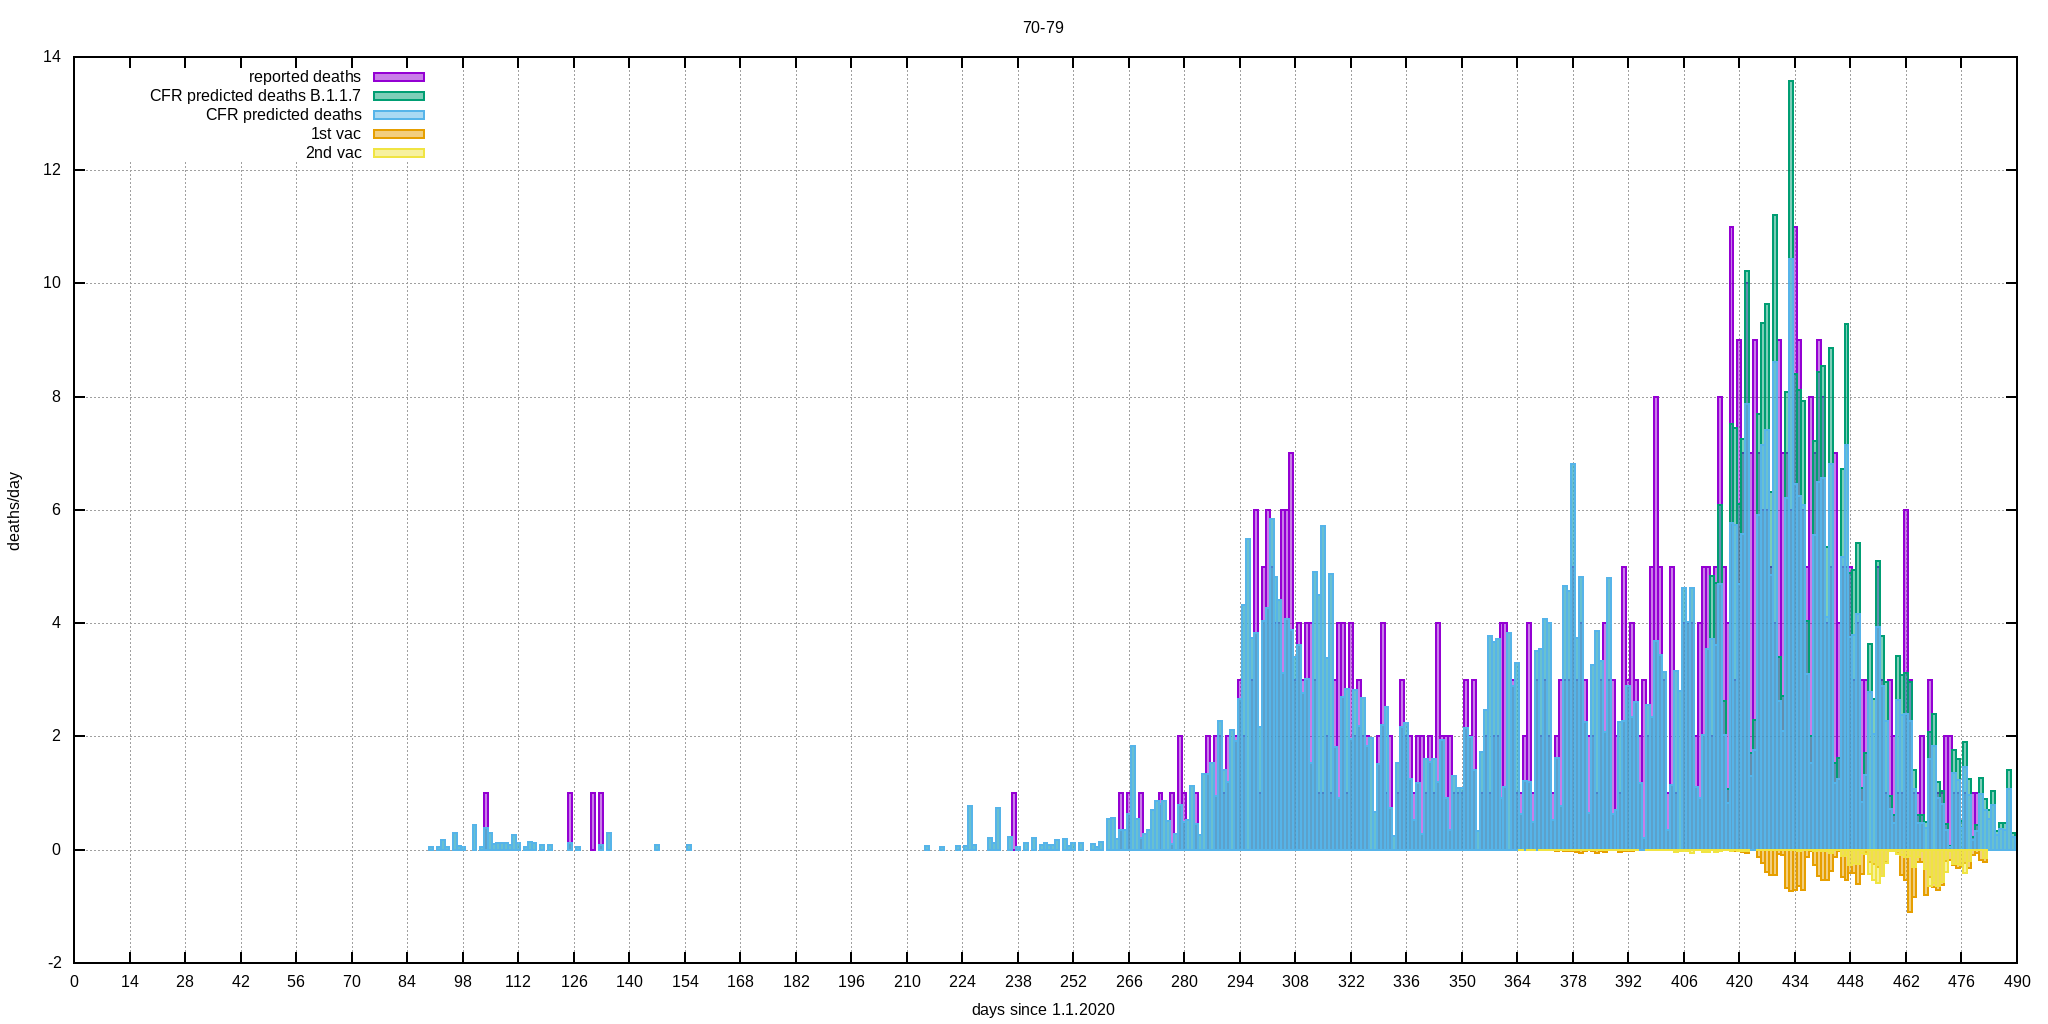 70-79
14
12
10
8
6
4
2
0
-2
deaths/day
reported deaths
CFR predicted deaths B.1.1.7
CFR predicted deaths
1st vac
2nd vac
0 14 28 42 56 70 84 98 112 126 140 154 168 182 196 210 224 238 252 266 280 294 308 322 336 350 364 378 392 406 420 434 448 462 476 490
days since 1.1.2020